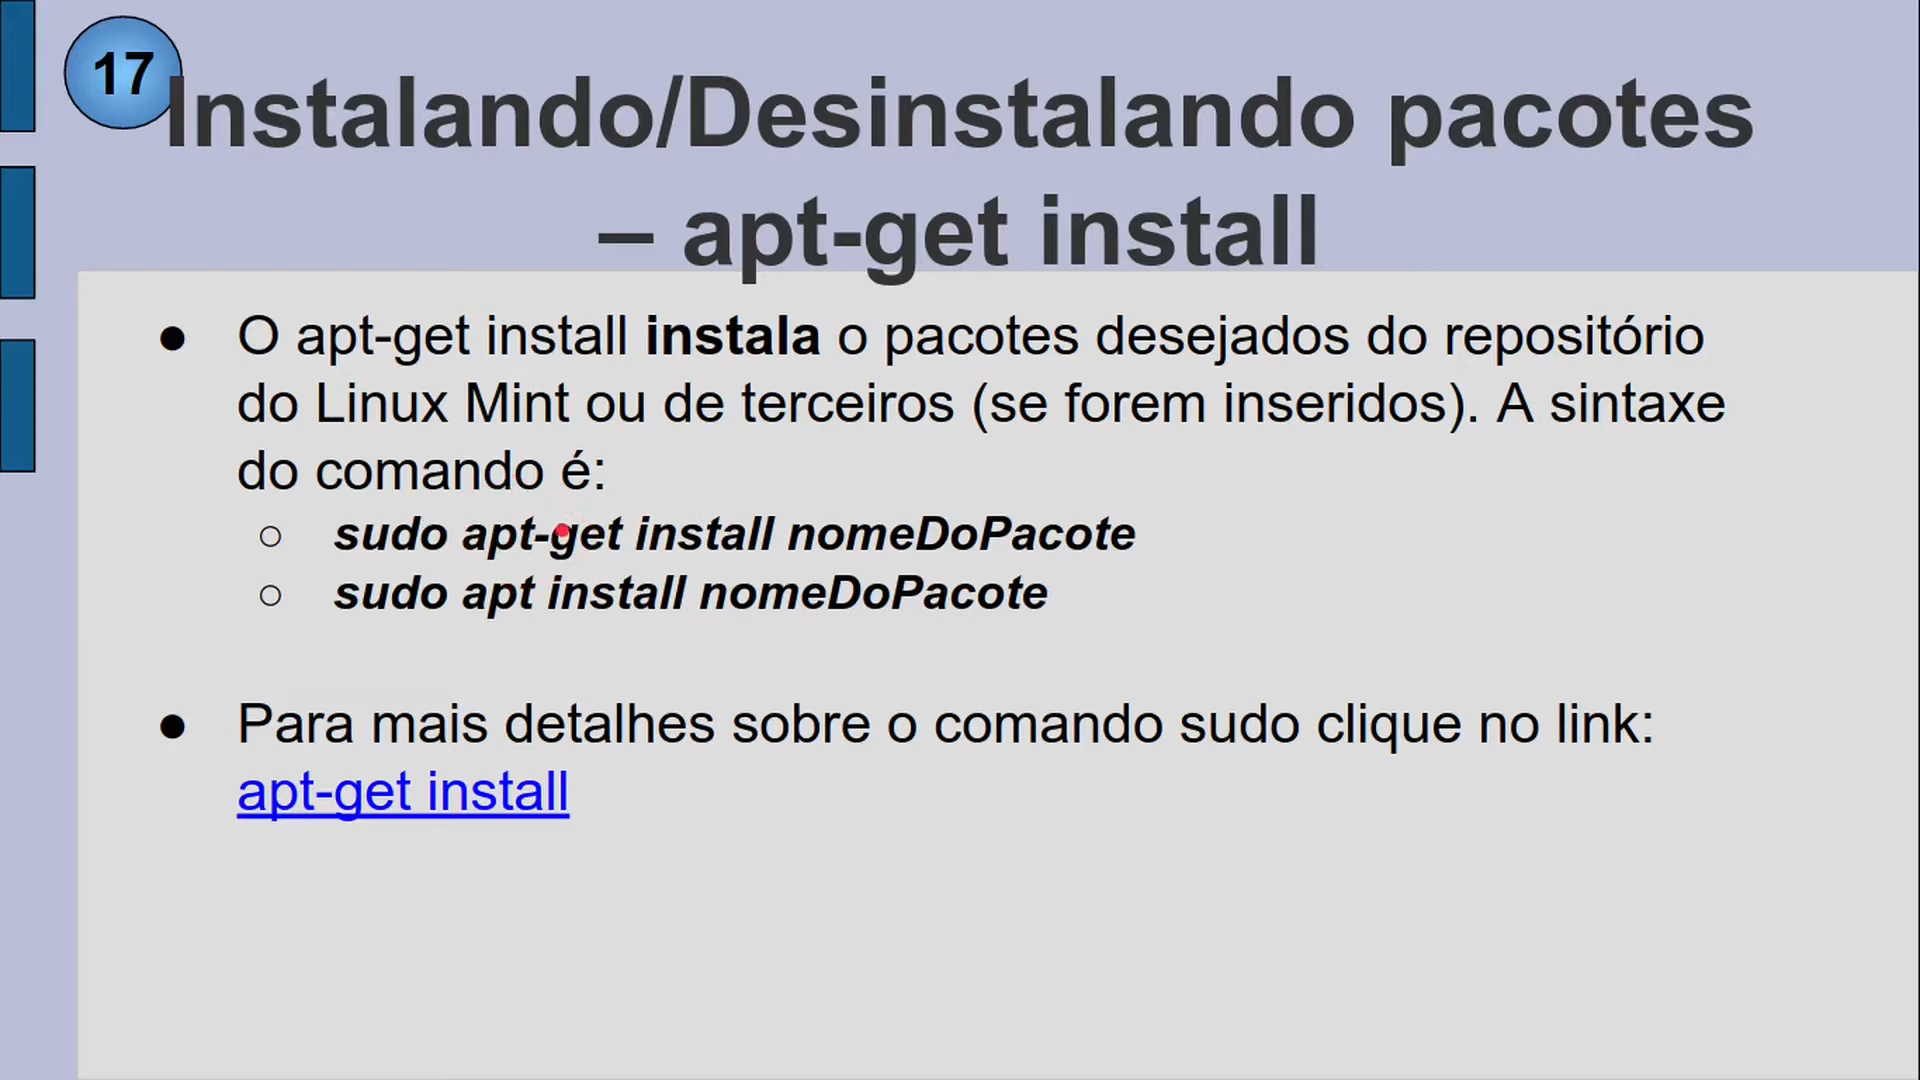 17
Instalando/Desinstalando pacotes
– apt-get install
● O apt-get install instala o pacotes desejados do repositório
do Linux Mint ou de terceiros (se forem inseridos). A sintaxe
do comando é:
○ sudo apt-get install nomeDoPacote
○ sudo apt install nomeDoPacote
● Para mais detalhes sobre o comando sudo clique no link:
apt-get install